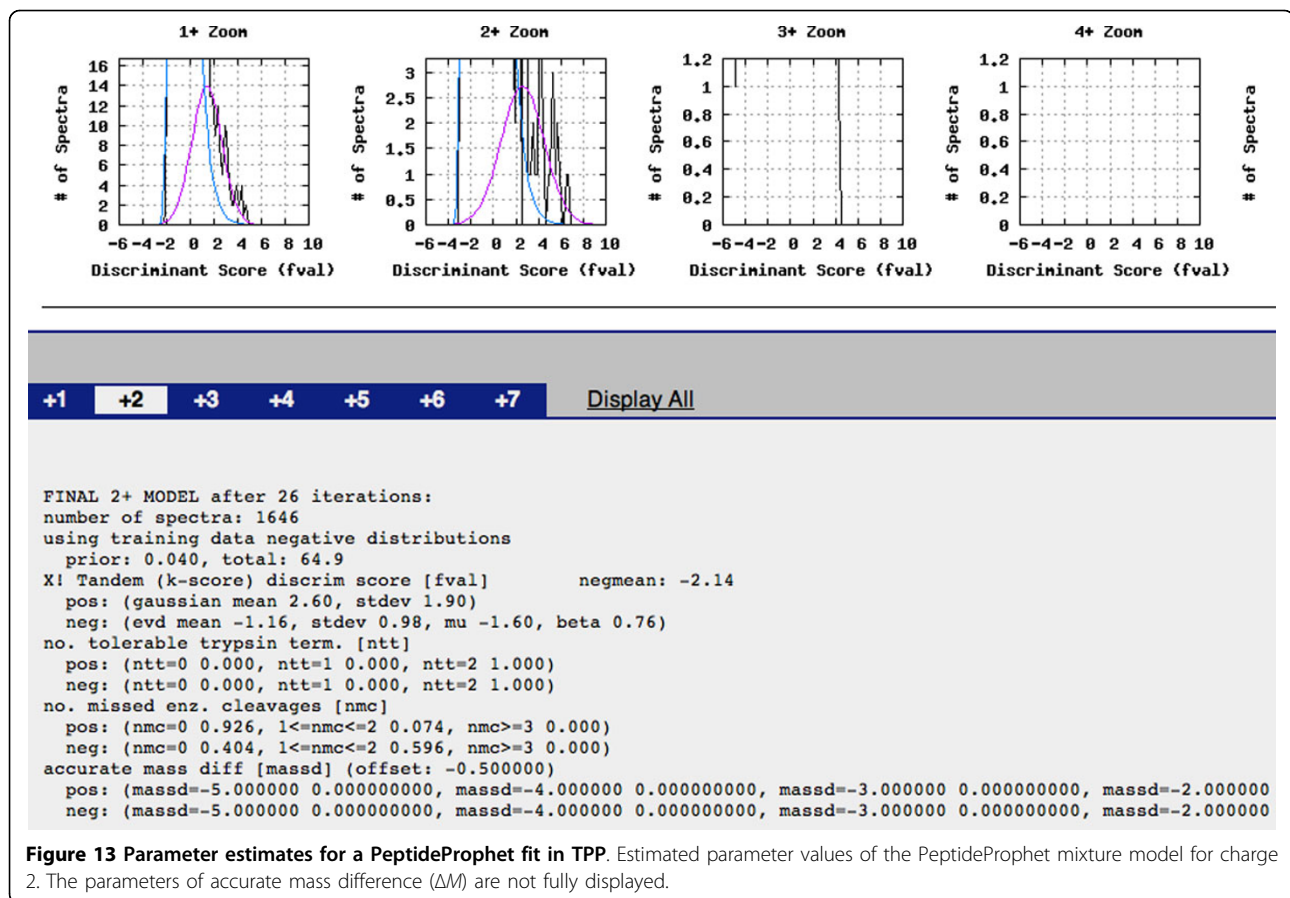 1+ Zoom 2+ Zoom 3+ Zoom 4+ Zoom
# of Spectra
16
14
12
10
8
6
4
2
0
-6 -4 -2 0 2 4 6 8 10
Discriminant Score (fval)
# of Spectra
3
2.5
2
1.5
1
0.5
0
-6 -4 -2 0 2 4 6 8 10
Discriminant Score (fval)
# of Spectra
1.2
1
0.8
0.6
0.4
0.2
0
-6 -4 -2 0 2 4 6 8 10
Discriminant Score (fval)
# of Spectra
1.2
1
0.8
0.6
0.4
0.2
0
-6 -4 -2 0 2 4 6 8 10
Discriminant Score (fval)
# of Spectra
+1 +2 +3 +4 +5 +6 +7 Display All
FINAL 2+ MODEL after 26 iterations:
number of spectra: 1646
using training data negative distributions
prior: 0.040, total: 64.9
X! Tandem (k-score) discrim score [fval] negmean: -2.14
pos: (gaussian mean 2.60, stdev 1.90)
neg: (evd mean -1.16, stdev 0.98, mu -1.60, beta 0.76)
no. tolerable trypsin term. [ntt]
pos: (ntt=0 0.000, ntt=1 0.000, ntt=2 1.000)
neg: (ntt=0 0.000, ntt=1 0.000, ntt=2 1.000)
no. missed enz. cleavages [nmc]
pos: (nmc=0 0.926, 1<=nmc<=2 0.074, nmc>=3 0.000)
neg: (nmc=0 0.404, 1<=nmc<=2 0.596, nmc>=3 0.000)
accurate mass diff [massd] (offset: -0.500000)
pos: (massd=-5.000000 0.000000000, massd=-4.000000 0.000000000, massd=-3.000000 0.000000000, massd=-2.000000
neg: (massd=-5.000000 0.000000000, massd=-4.000000 0.000000000, massd=-3.000000 0.000000000, massd=-2.000000
Figure 13 Parameter estimates for a PeptideProphet fit in TPP. Estimated parameter values of the PeptideProphet mixture model for charge
2. The parameters of accurate mass difference (ΔM) are not fully displayed.